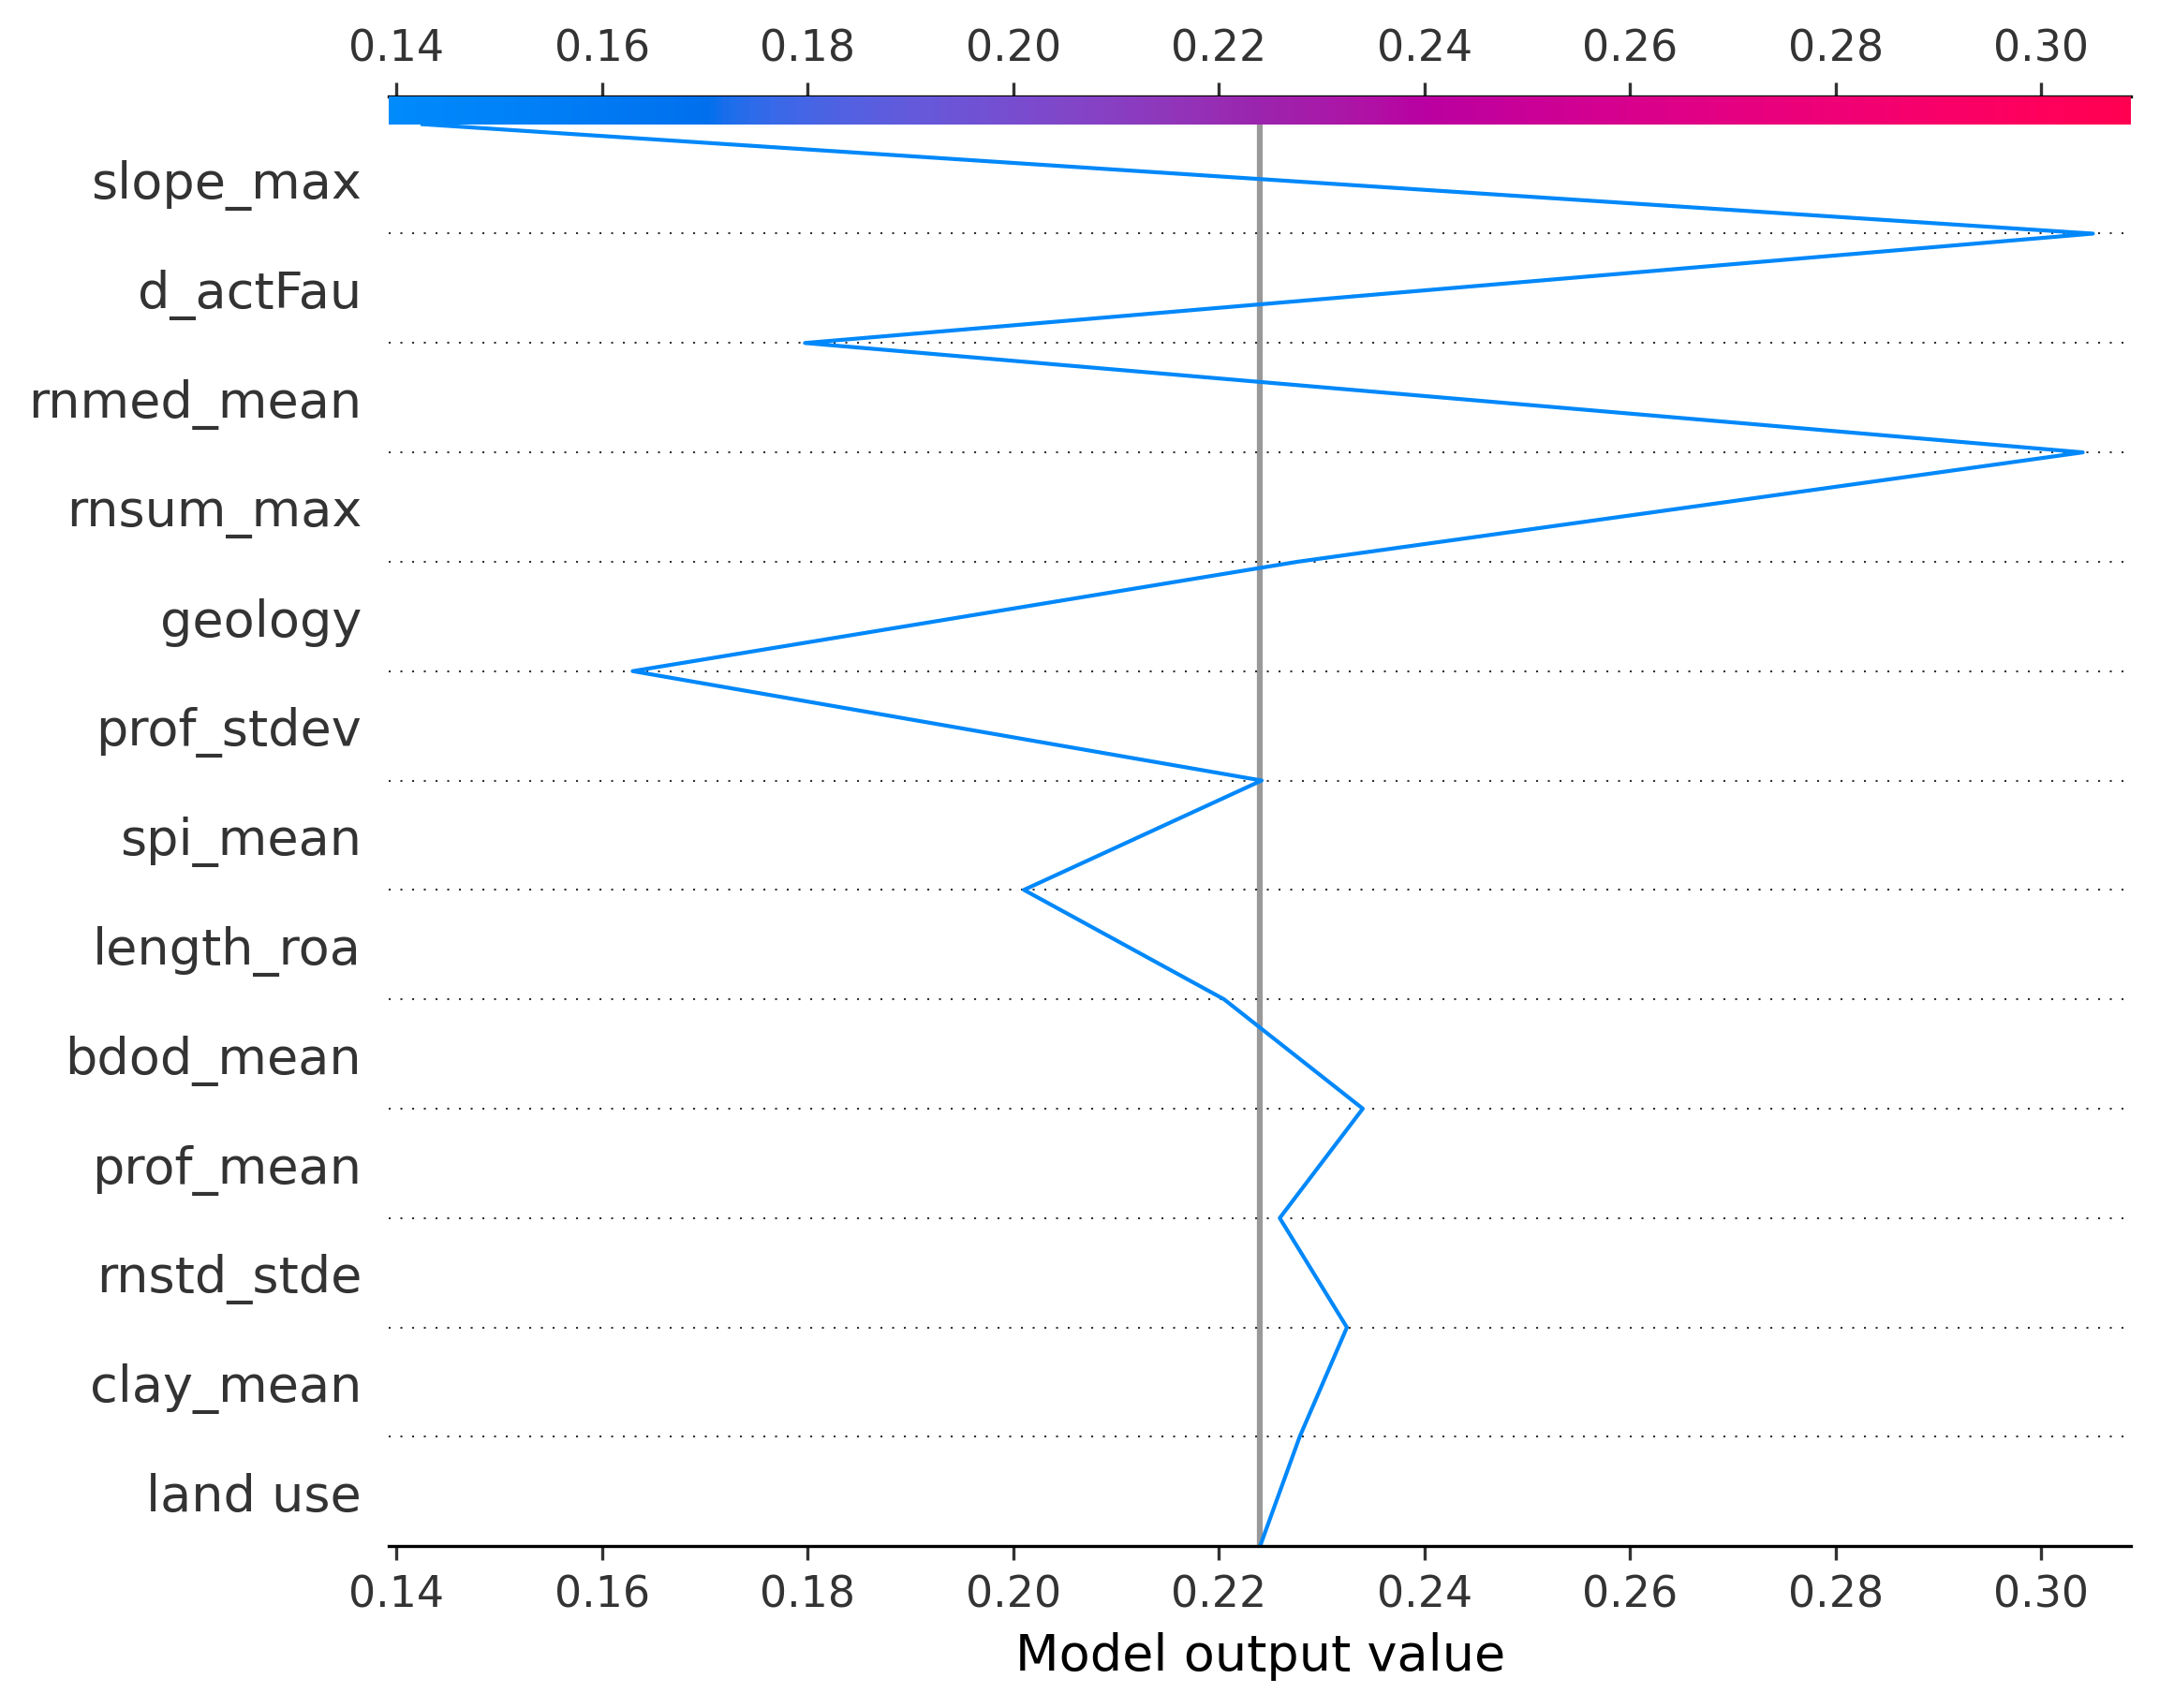 0.14 0.16 0.18 0.20 0.22 0.24 0.26 0.28 0.30
slope_max
d_actFau
rnmed_mean
rnsum_max
geology
prof_stdev
spi_mean
length_roa
bdod_mean
prof_mean
rnstd_stde
clay_mean
land use
0.14 0.16 0.18 0.20 0.22 0.24 0.26 0.28 0.30
Model output value